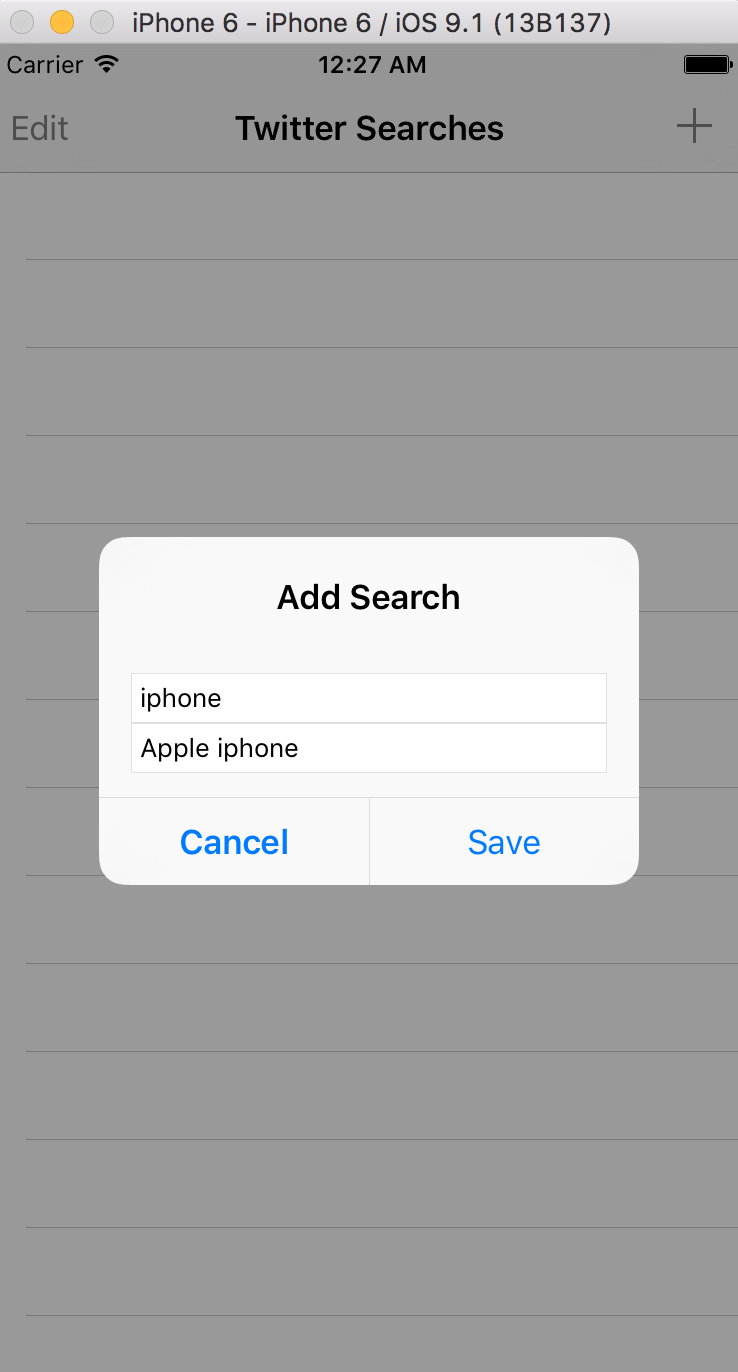 iPhone 6 - iPhone 6 / iOS 9.1 (13B137)
Carrier 12:27 AM
Edit Twitter Searches +
Add Search
iphone
Apple iphone
Cancel Save